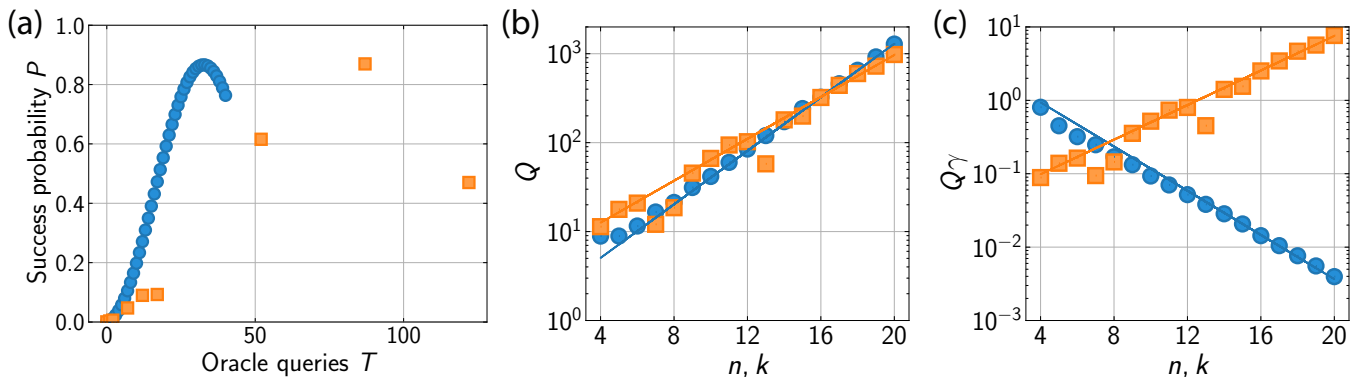 (a)
Success probability P
1.0
0.8
0.6
0.4
0.2
0.0
0 50 100
Oracle queries T
(b)
Q
10³
10²
10¹
10⁰
4 8 12 16 20
n, k
(c)
Qγ
10¹
10⁰
10⁻¹
10⁻²
10⁻³
4 8 12 16 20
n, k